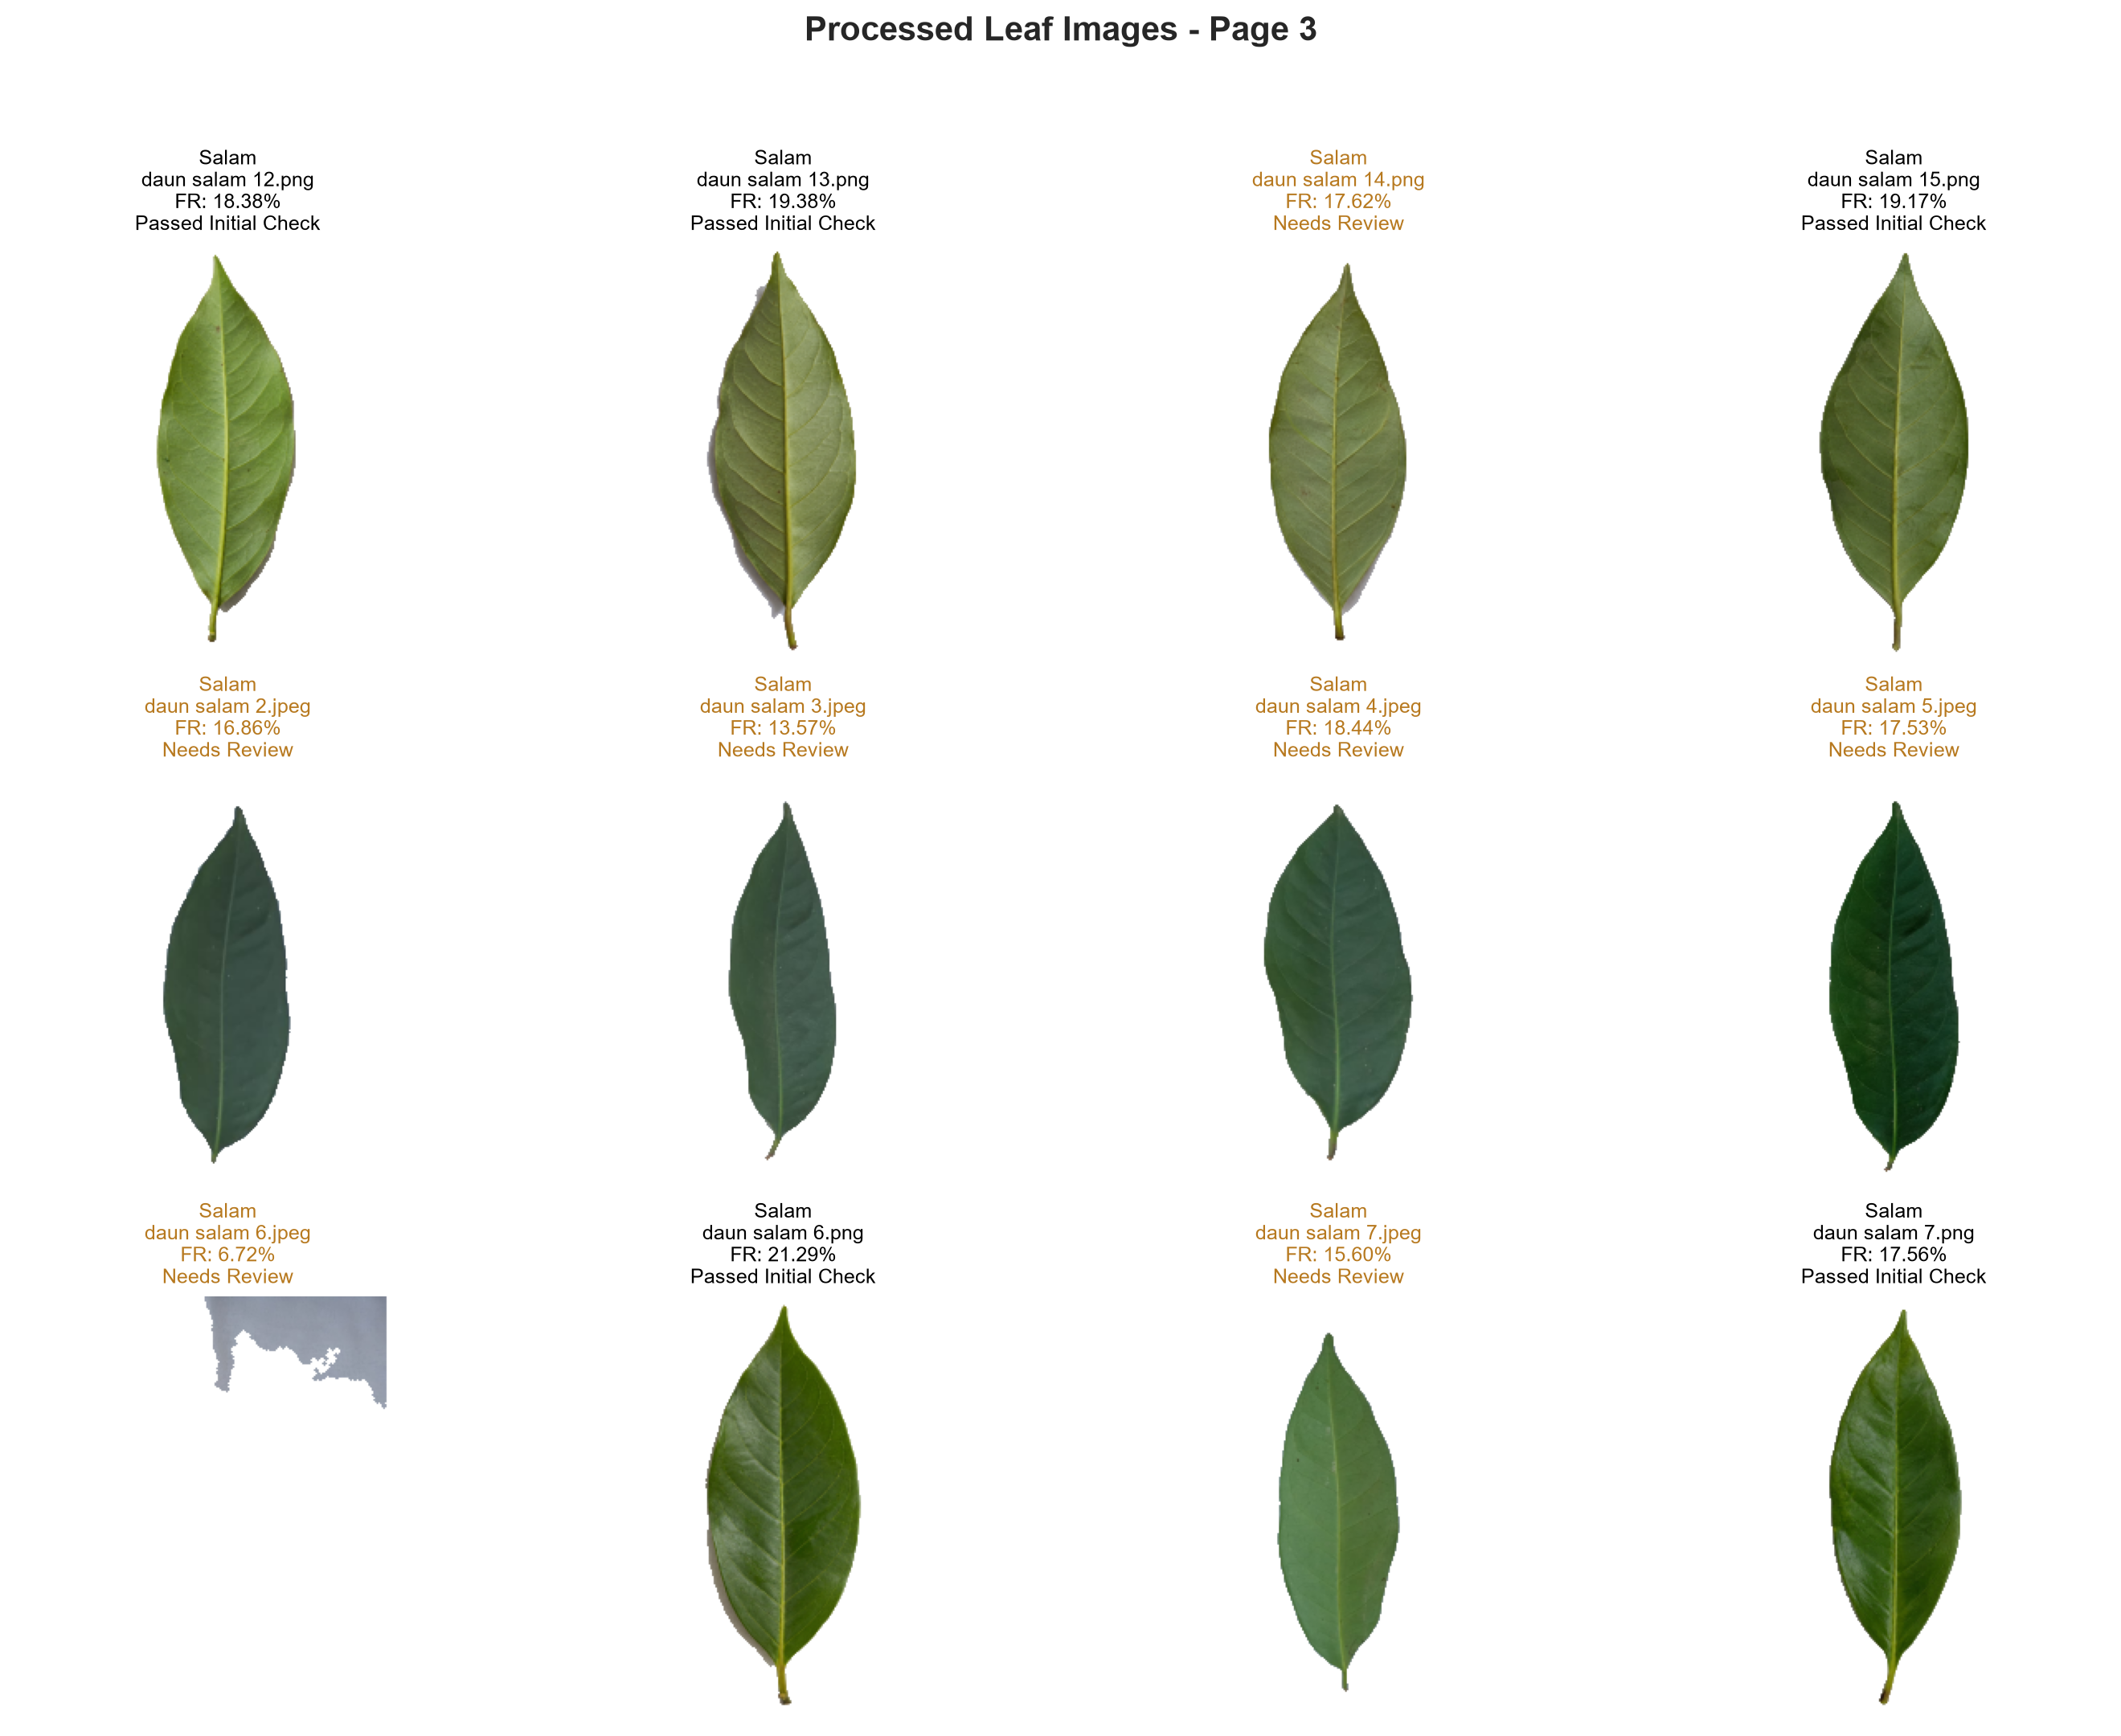 Processed Leaf Images - Page 3
Salam
daun salam 12.png
FR: 18.38%
Passed Initial Check
Salam
daun salam 13.png
FR: 19.38%
Passed Initial Check
Salam
daun salam 14.png
FR: 17.62%
Needs Review
Salam
daun salam 15.png
FR: 19.17%
Passed Initial Check
Salam
daun salam 2.jpeg
FR: 16.86%
Needs Review
Salam
daun salam 3.jpeg
FR: 13.57%
Needs Review
Salam
daun salam 4.jpeg
FR: 18.44%
Needs Review
Salam
daun salam 5.jpeg
FR: 17.53%
Needs Review
Salam
daun salam 6.jpeg
FR: 6.72%
Needs Review
Salam
daun salam 6.png
FR: 21.29%
Passed Initial Check
Salam
daun salam 7.jpeg
FR: 15.60%
Needs Review
Salam
daun salam 7.png
FR: 17.56%
Passed Initial Check